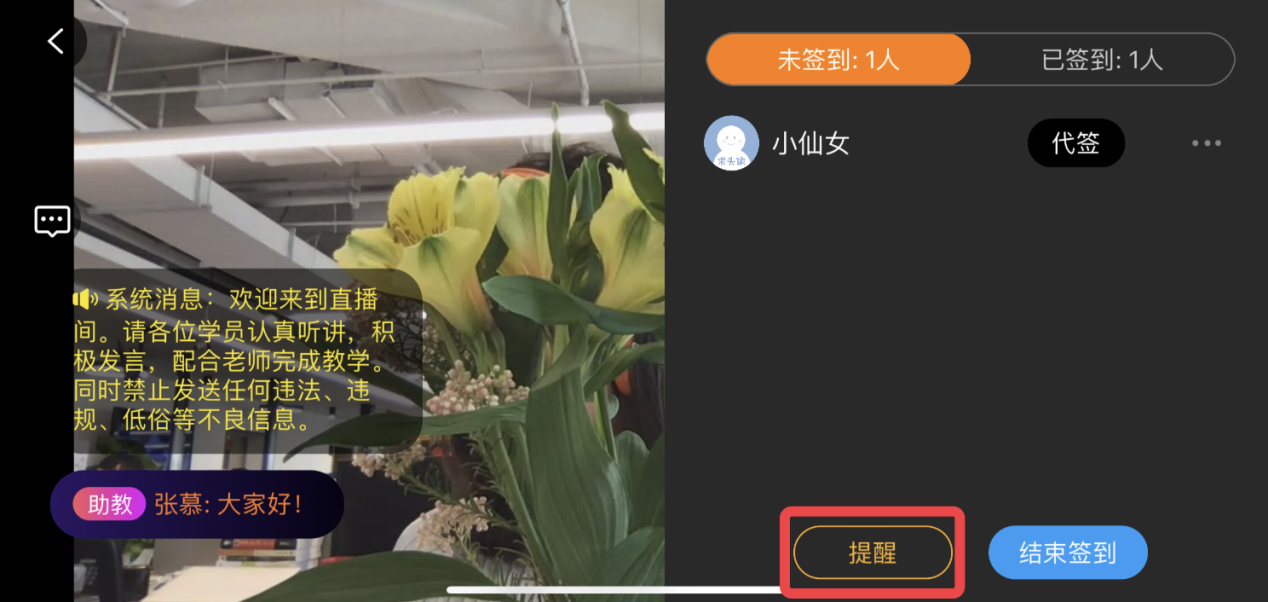 未签到: 1人
已签到: 1人
小仙女
代签
系统消息：欢迎来到直播
间。请各位学员认真听讲，积
极发言，配合老师完成教学。
同时禁止发送任何违法、违
规、低俗等不良信息。
助教 张慕: 大家好！
提醒
结束签到